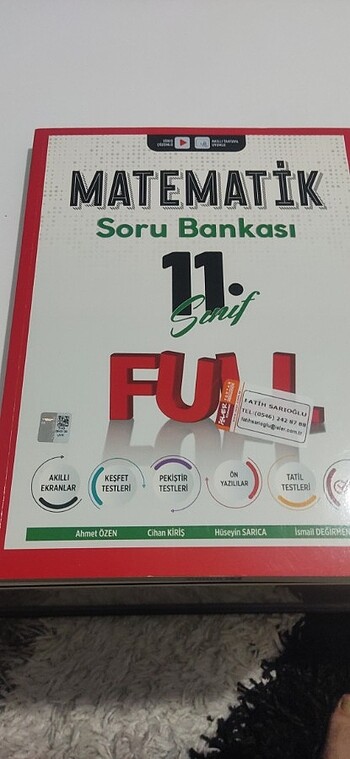 MATEMATİK
Soru Bankası
11.
Sınıf
FULL
FATİH SARIOĞLU
AKILLI
EKRANLAR
KEŞFET
TESTLERİ
PEKİŞTİR
TESTLERİ
ÖN
YAZILILAR
TATİL
TESTLERİ
Ahmet ÖZEN Cihan KİRİŞ Hüseyin SARICA İsmail DEĞİRMEN